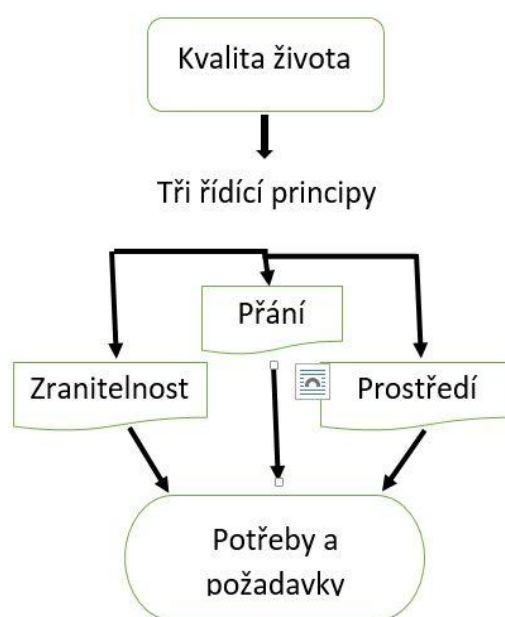 Kvalita života
Tři řídící principy
Přání
Zranitelnost
Prostředí
Potřeby a
požadavky